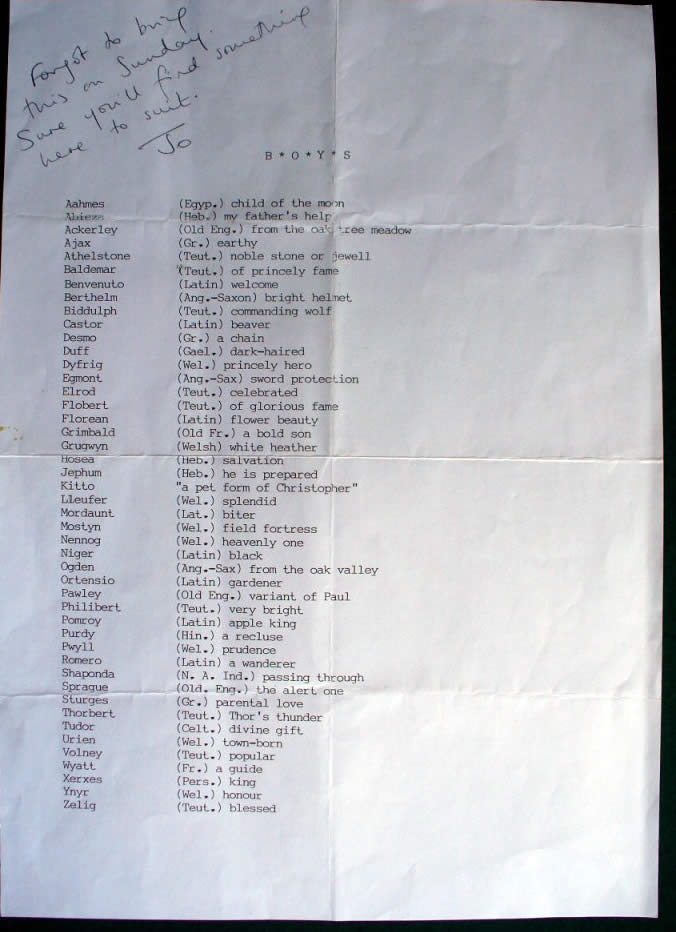 Forgot to bring
this on Sunday.
Sure you'll find something
here to suit.
Jo
B * O * Y * S
Aahmes (Egyp.) child of the moon
Abieza (Heb.) my father's help
Ackerley (Old Eng.) from the oak tree meadow
Ajax (Gr.) earthy
Athelstone (Teut.) noble stone or jewell
Baldemar (Teut.) of princely fame
Benvenuto (Latin) welcome
Berthelm (Ang.-Saxon) bright helmet
Biddulph (Teut.) commanding wolf
Castor (Latin) beaver
Desmo (Gr.) a chain
Duff (Gael.) dark-haired
Dyfrig (Wel.) princely hero
Egmont (Ang.-Sax) sword protection
Elrod (Teut.) celebrated
Flobert (Teut.) of glorious fame
Florean (Latin) flower beauty
Grimbald (Old Fr.) a bold son
Grugwyn (Welsh) white heather
Hosea (Heb.) salvation
Jephum (Heb.) he is prepared
Kitto "a pet form of Christopher"
Lleufer (Wel.) splendid
Mordaunt (Lat.) biter
Mostyn (Wel.) field fortress
Nennog (Wel.) heavenly one
Niger (Latin) black
Ogden (Ang.-Sax) from the oak valley
Ortensio (Latin) gardener
Pawley (Old Eng.) variant of Paul
Philibert (Teut.) very bright
Pomroy (Latin) apple king
Purdy (Hin.) a recluse
Pwyll (Wel.) prudence
Romero (Latin) a wanderer
Shaponda (N. A. Ind.) passing through
Sprague (Old. Eng.) the alert one
Sturges (Gr.) parental love
Thorbert (Teut.) Thor's thunder
Tudor (Celt.) divine gift
Urien (Wel.) town-born
Volney (Teut.) popular
Wyatt (Fr.) a guide
Xerxes (Pers.) king
Ynyr (Wel.) honour
Zelig (Teut.) blessed